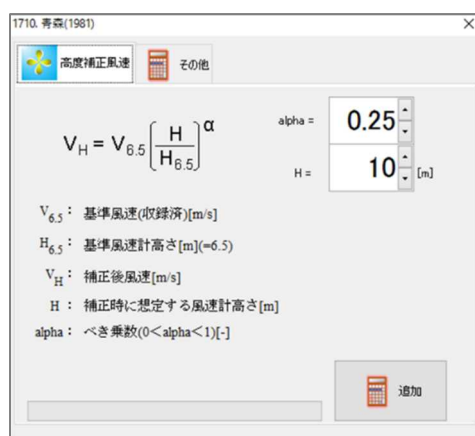 1710. 青森(1981)
高度補正風速
その他
V_H = V_6.5 (H / H_6.5)^α
alpha = 0.25
H = 10 [m]
V6.5： 基準風速(収録済)[m/s]
H6.5： 基準風速計高さ[m](=6.5)
VH： 補正後風速[m/s]
H： 補正時に想定する風速計高さ[m]
alpha： べき乗数(0<alpha<1)[-]
追加